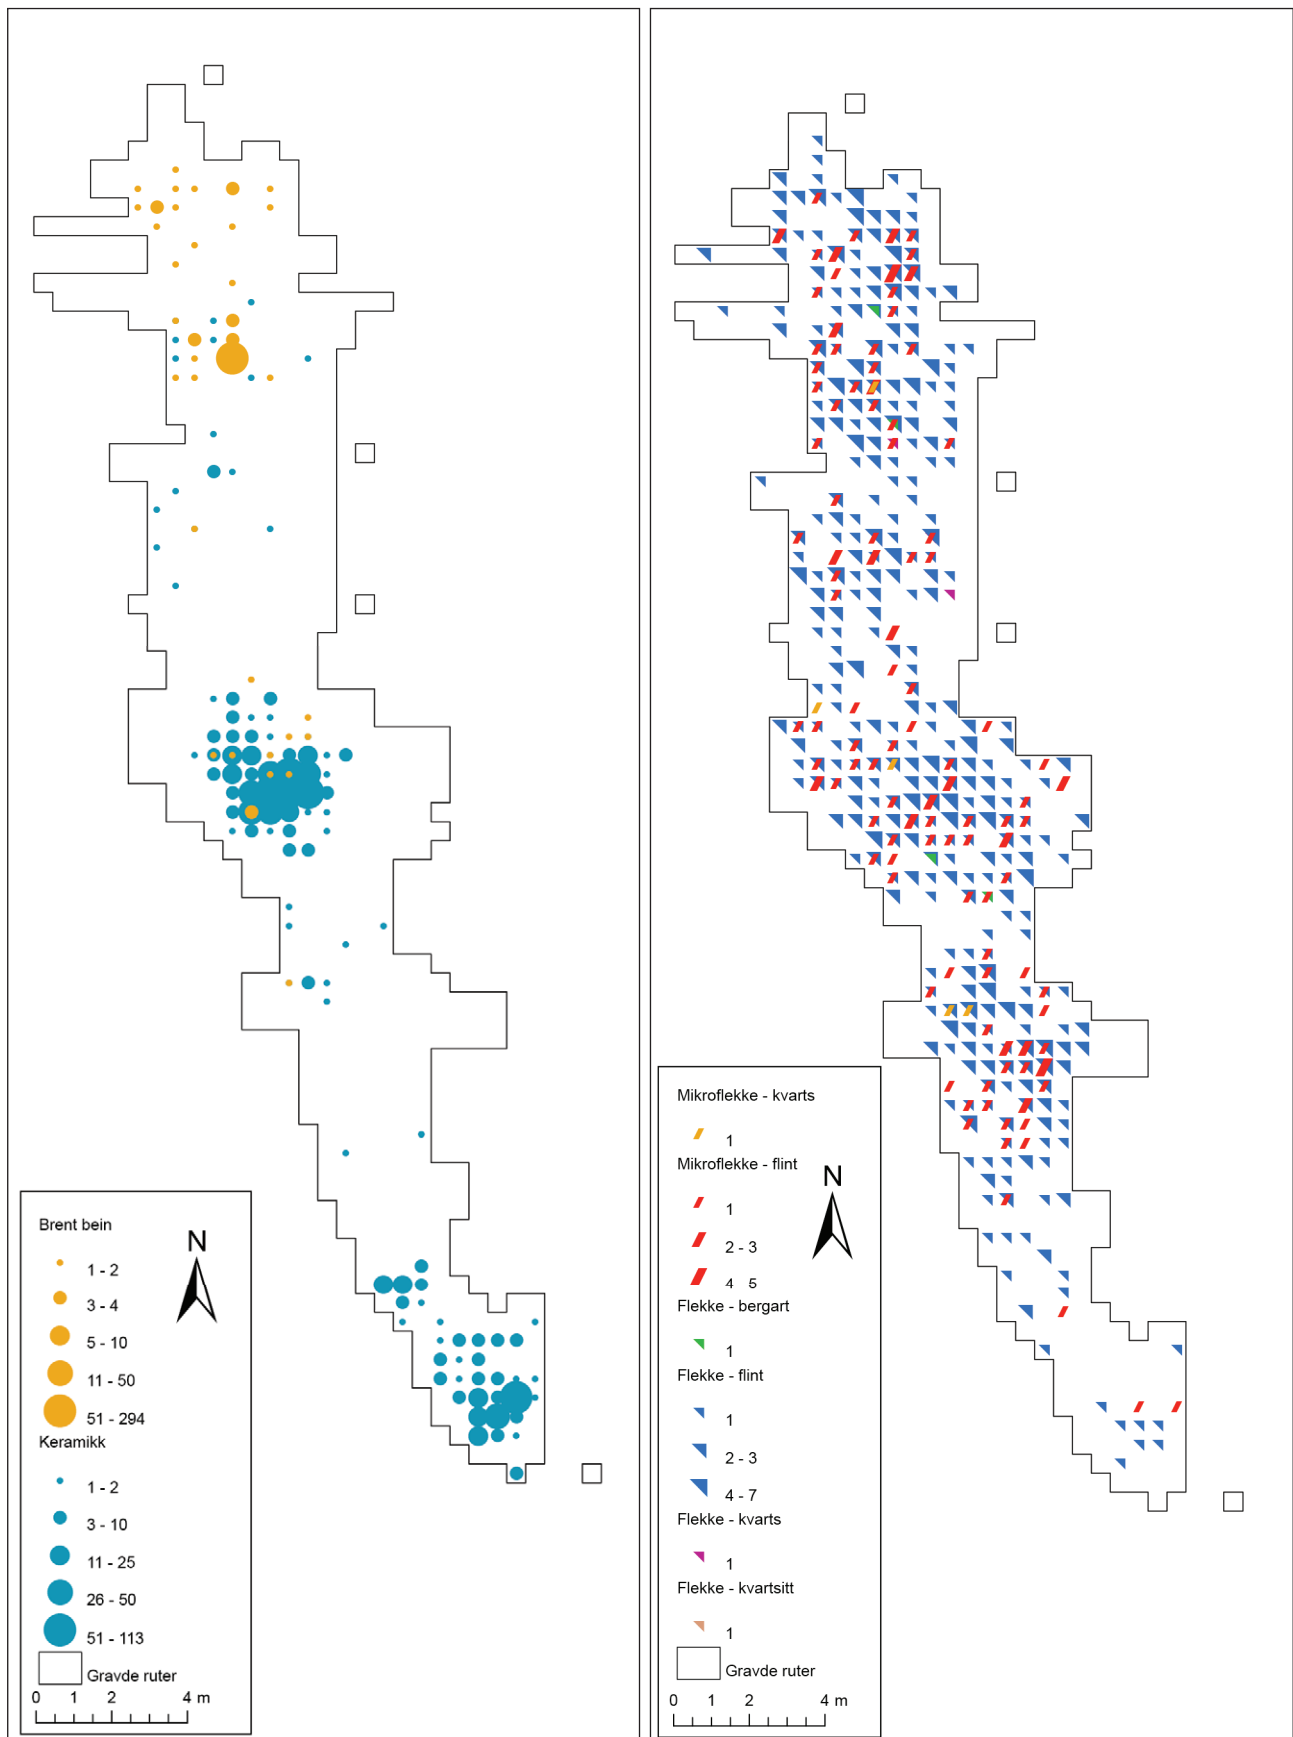 Brent bein
N
1 - 2
3 - 4
5 - 10
11 - 50
51 - 294
Keramikk
1 - 2
3 - 10
11 - 25
26 - 50
51 - 113
Gravde ruter
0 1 2 4 m
Mikroflekke - kvarts
N
1
Mikroflekke - flint
1
2 - 3
4 5
Flekke - bergart
1
Flekke - flint
1
2 - 3
4 - 7
Flekke - kvarts
1
Flekke - kvartsitt
1
Gravde ruter
0 1 2 4 m